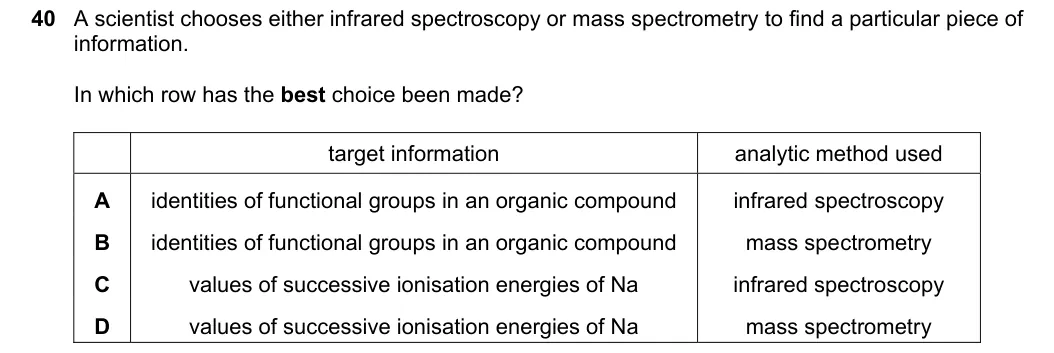 40 A scientist chooses either infrared spectroscopy or mass spectrometry to find a particular piece of
information.
In which row has the best choice been made?
target information analytic method used
A identities of functional groups in an organic compound infrared spectroscopy
B identities of functional groups in an organic compound mass spectrometry
C values of successive ionisation energies of Na infrared spectroscopy
D values of successive ionisation energies of Na mass spectrometry